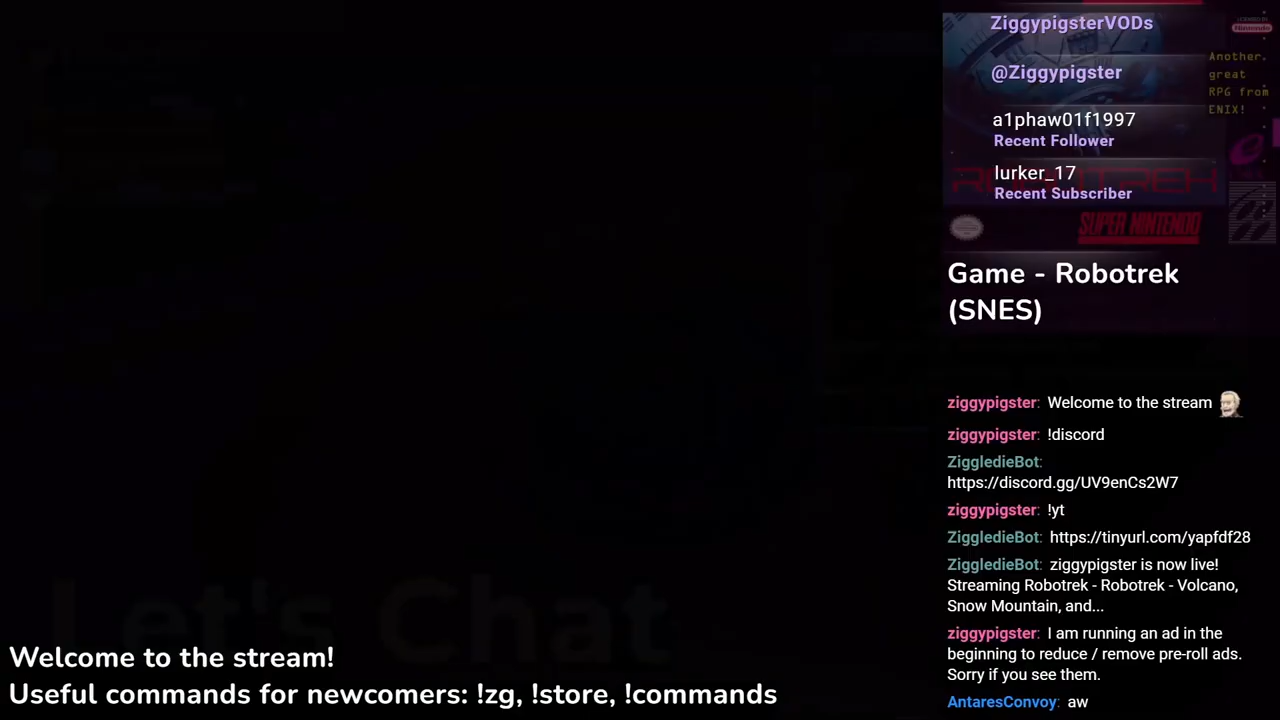 ZiggypigsterVODs
@Ziggypigster
a1phaw01f1997
Recent Follower
lurker_17
Recent Subscriber
Another
great
RPG from
ENIX!
ROBOTREK
SUPER NINTENDO
Game - Robotrek
(SNES)
ziggypigster: Welcome to the stream
ziggypigster: !discord
ZiggledieBot:
https://discord.gg/UV9enCs2W7
ziggypigster: !yt
ZiggledieBot: https://tinyurl.com/yapfdf28
ZiggledieBot: ziggypigster is now live!
Streaming Robotrek - Robotrek - Volcano,
Snow Mountain, and...
ziggypigster: I am running an ad in the
beginning to reduce / remove pre-roll ads.
Sorry if you see them.
AntaresConvoy: aw
Let's Chat
Welcome to the stream!
Useful commands for newcomers: !zg, !store, !commands